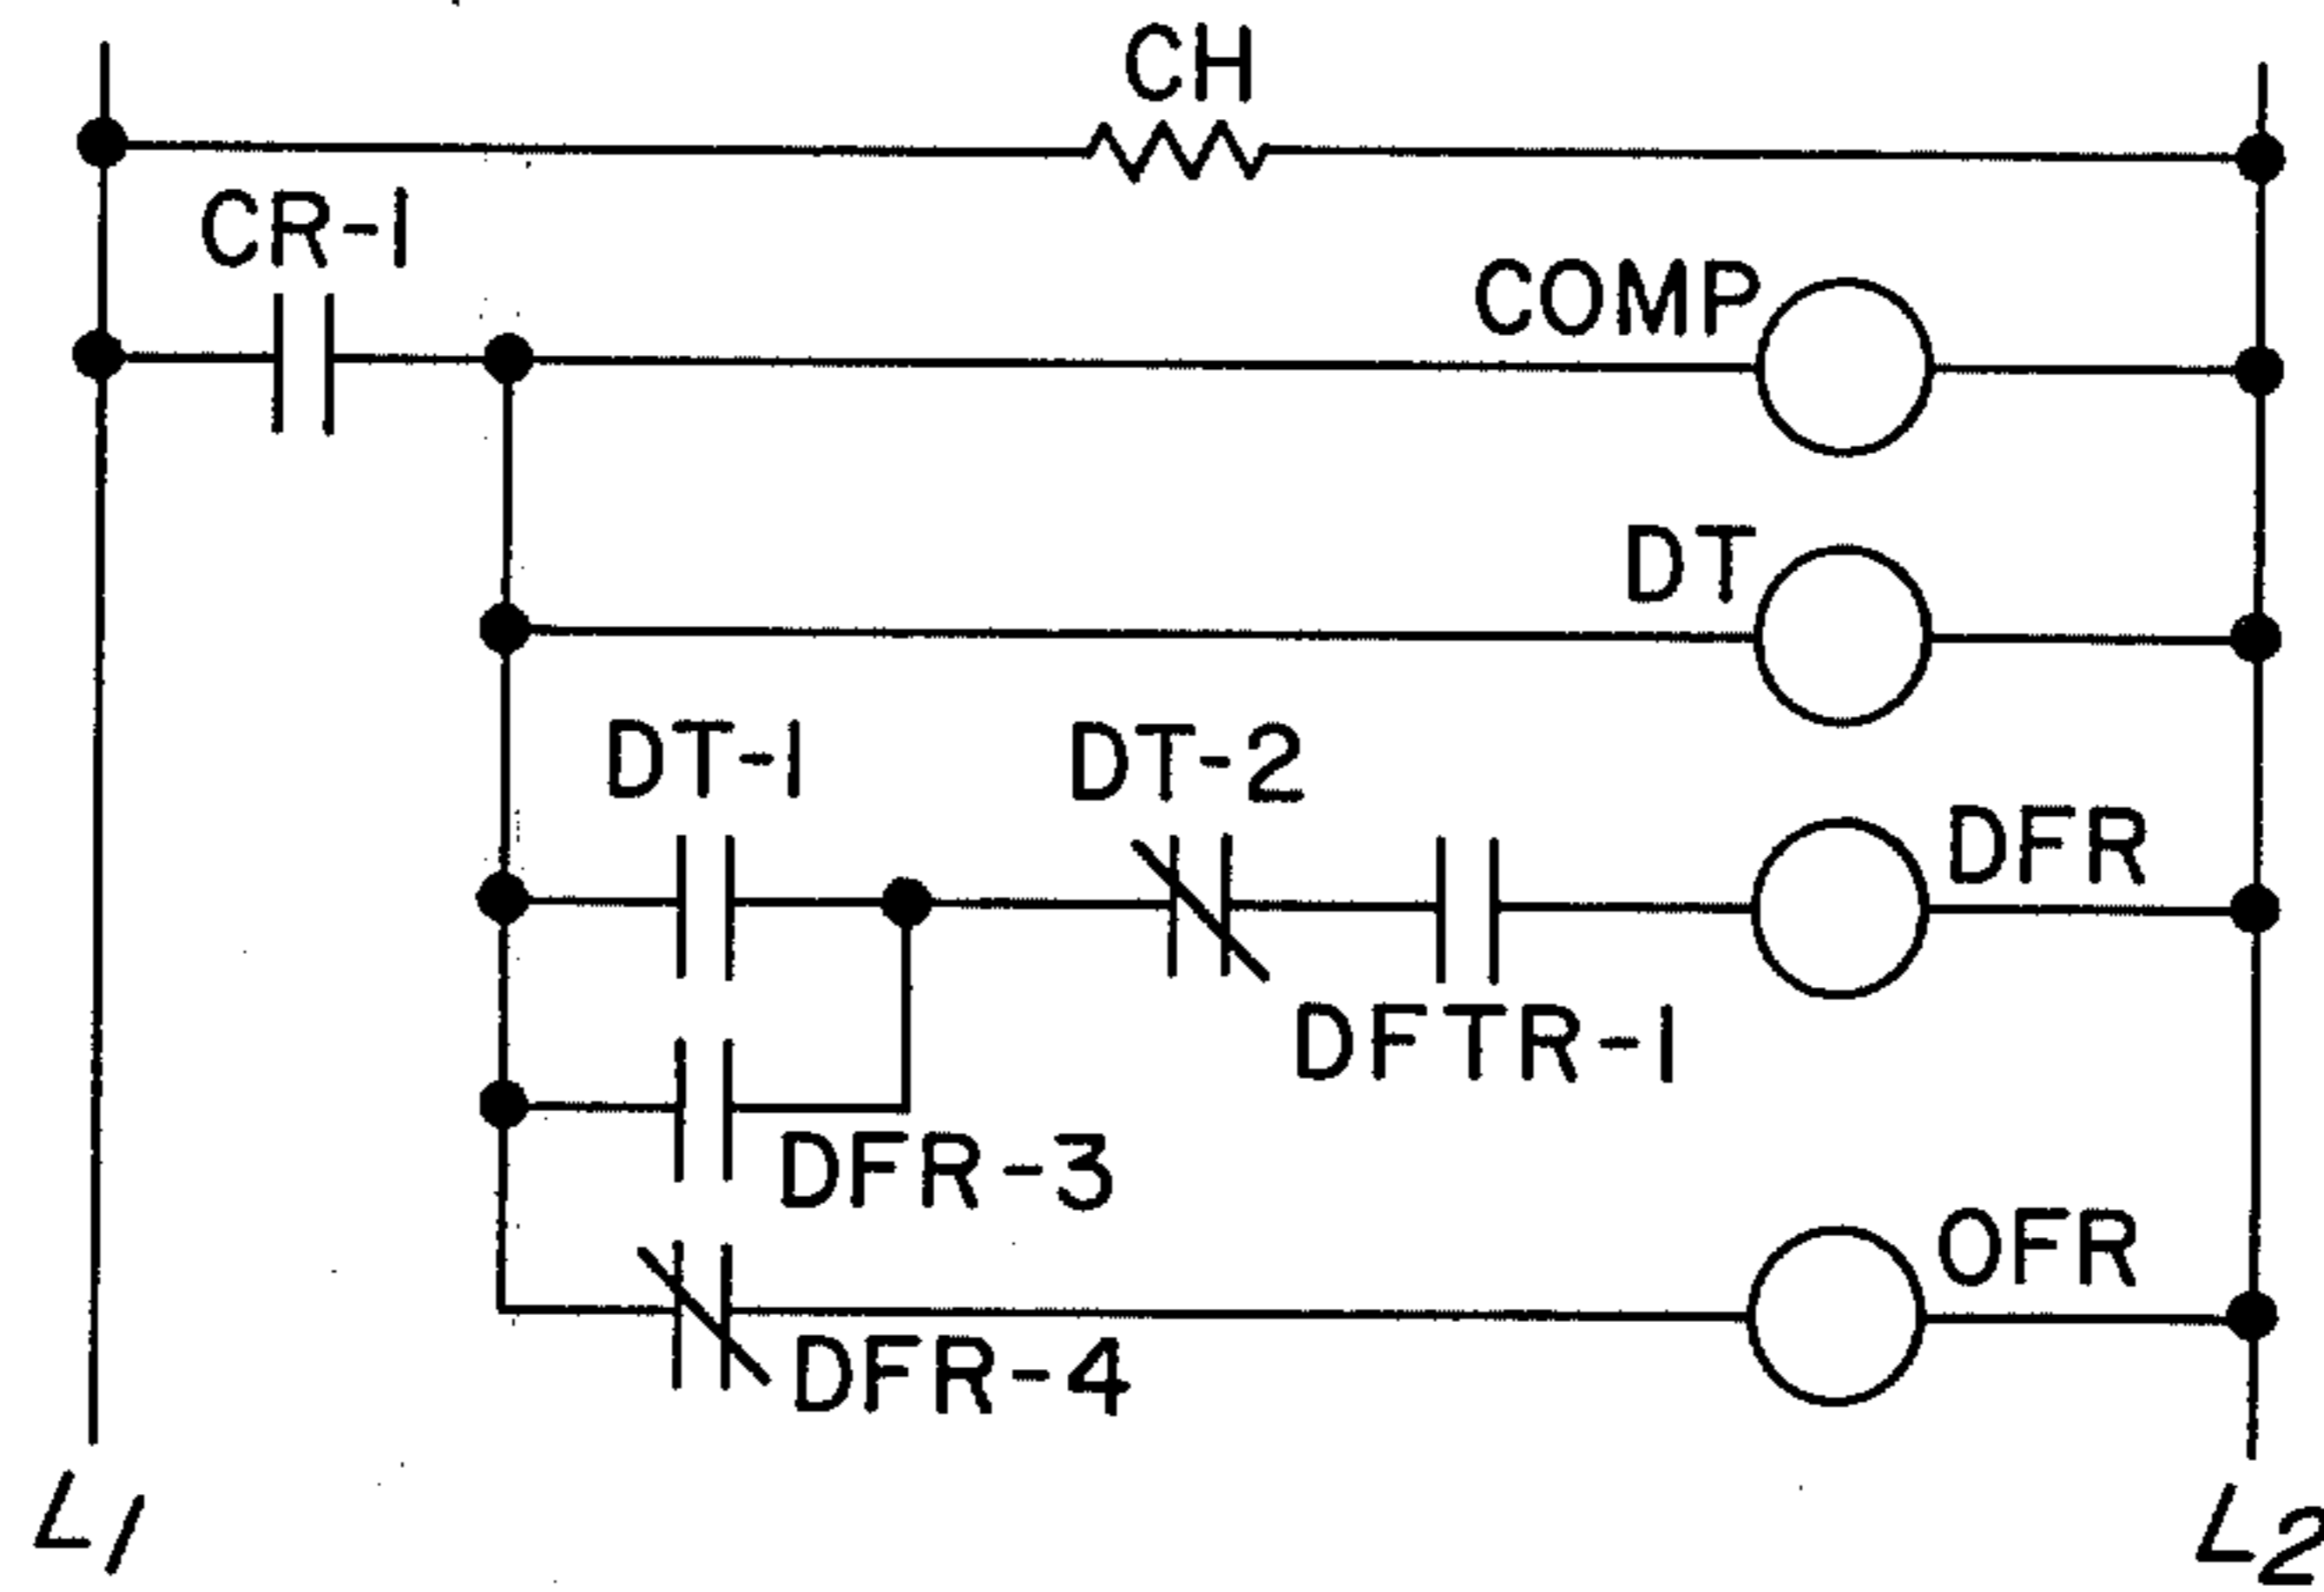 CH
CR-1
COMP
DT
DT-1
DT-2
DFR
DFTR-1
DFR-3
OFR
DFR-4
L1
L2